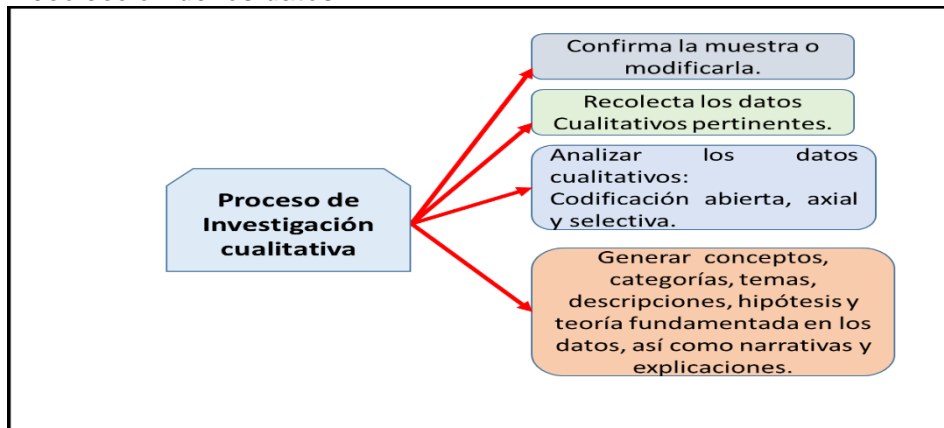 Confirma la muestra o
modificarla.
Recolecta los datos
Cualitativos pertinentes.
Analizar los datos
cualitativos:
Codificación abierta, axial
y selectiva.
Proceso de
Investigación
cualitativa
Generar conceptos,
categorías, temas,
descripciones, hipótesis y
teoría fundamentada en los
datos, así como narrativas y
explicaciones.